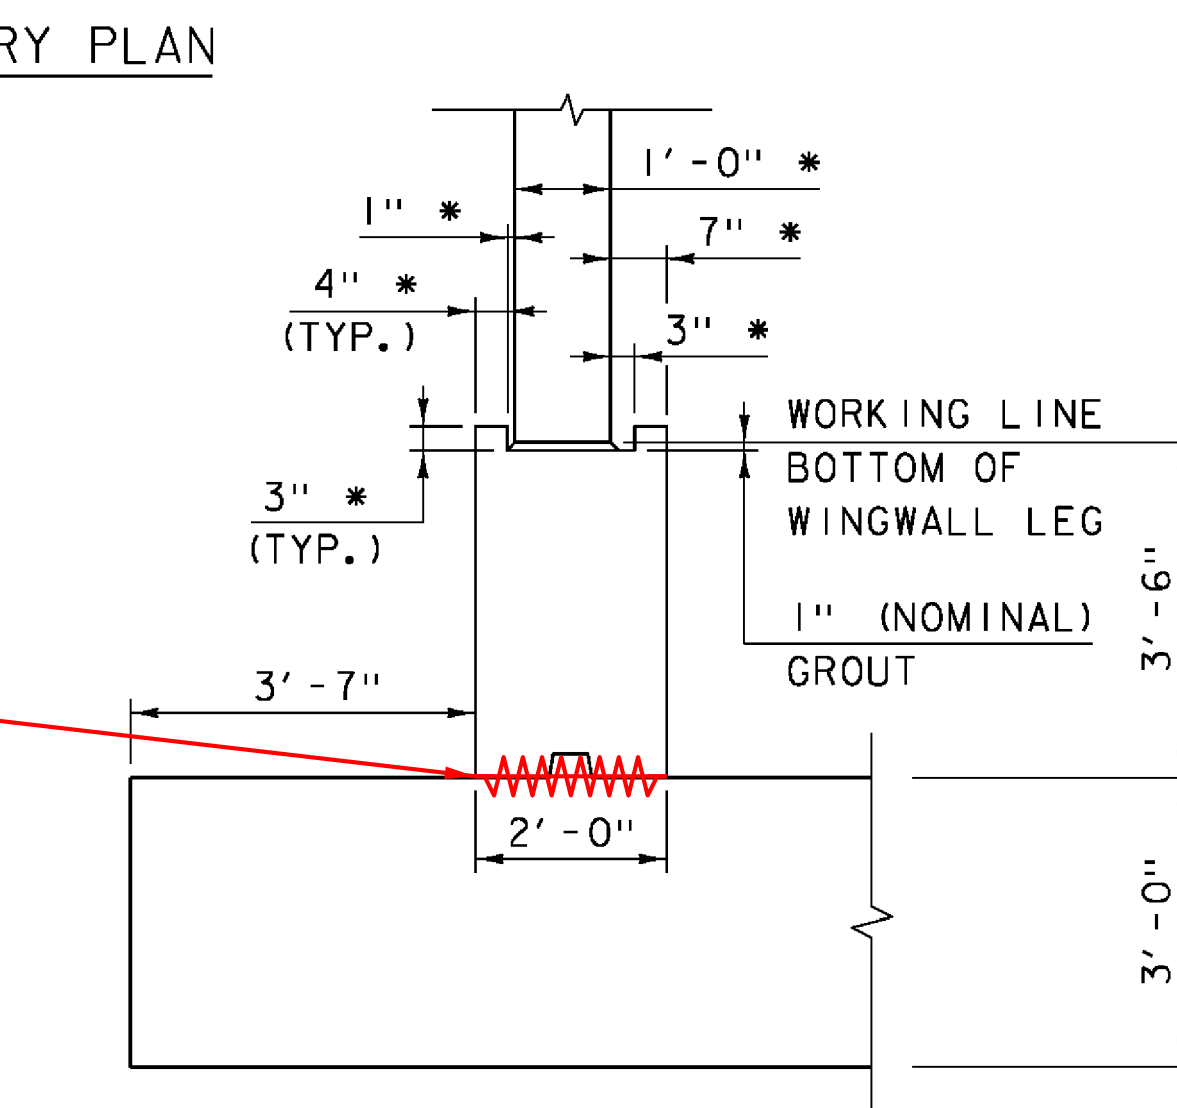 RY PLAN
1'-0" *
1" *
7" *
4" *
(TYP.)
3" *
WORKING LINE
BOTTOM OF
WINGWALL LEG
3" *
(TYP.)
3'-6"
1" (NOMINAL)
GROUT
3'-7"
2'-0"
3'-0"